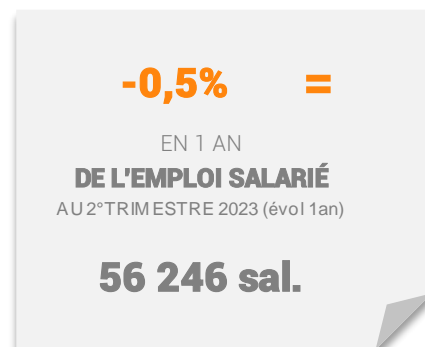 -0,5% =
EN 1 AN
DE L'EMPLOI SALARIÉ
AU 2°TRIMESTRE 2023 (évol 1an)
56 246 sal.